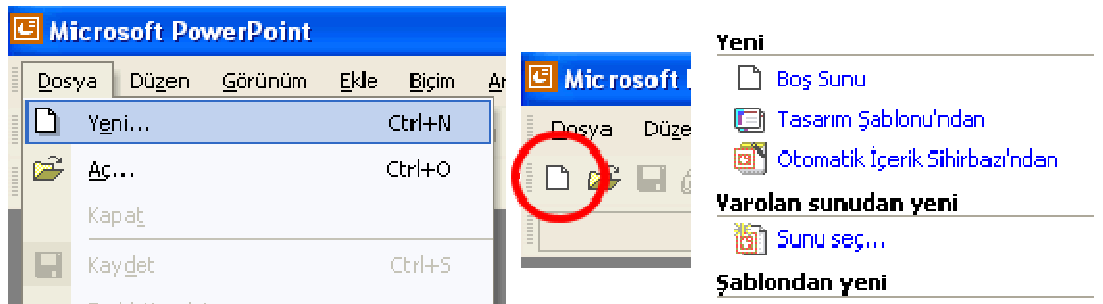 Microsoft PowerPoint
Dosya Düzen Görünüm Ekle Biçim
Yeni... Ctrl+N
Aç... Ctrl+O
Kapat
Kaydet Ctrl+S
Microsoft
Dosya
Yeni
Boş Sunu
Tasarım Şablonu'ndan
Otomatik İçerik Sihirbazı'ndan
Varolan sunudan yeni
Sunu seç...
Şablondan yeni